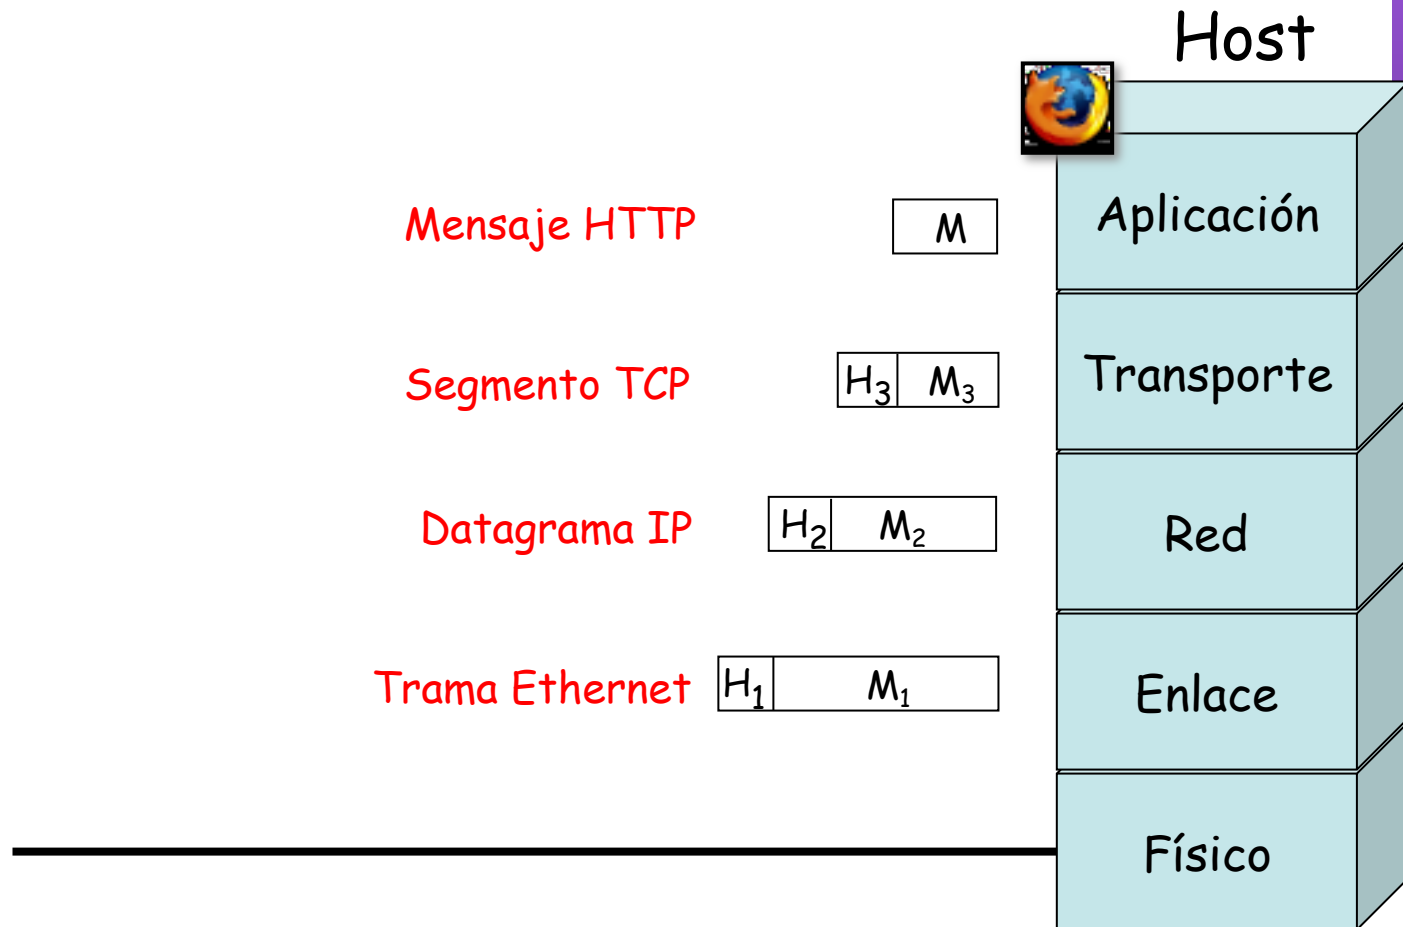 Host
Mensaje HTTP M Aplicación
Segmento TCP H3 M3 Transporte
Datagrama IP H2 M2 Red
Trama Ethernet H1 M1 Enlace
Físico